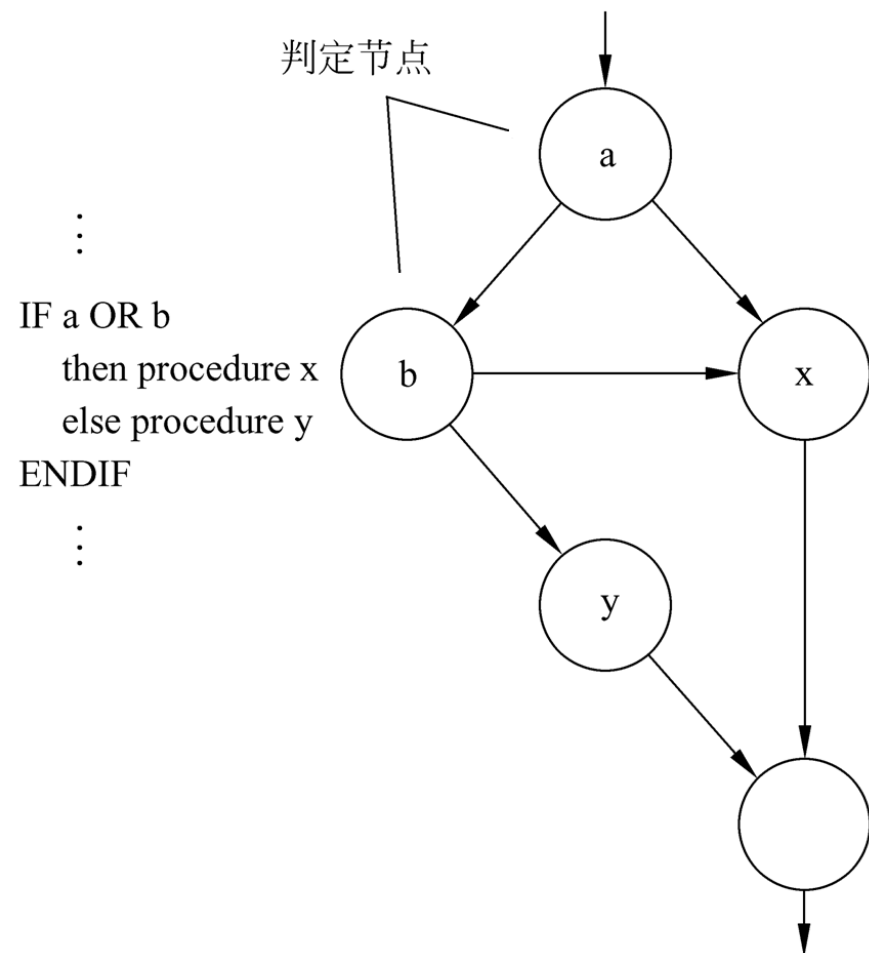 判定节点
a
⋮
IF a OR b
then procedure x
else procedure y
ENDIF
⋮
b
x
y